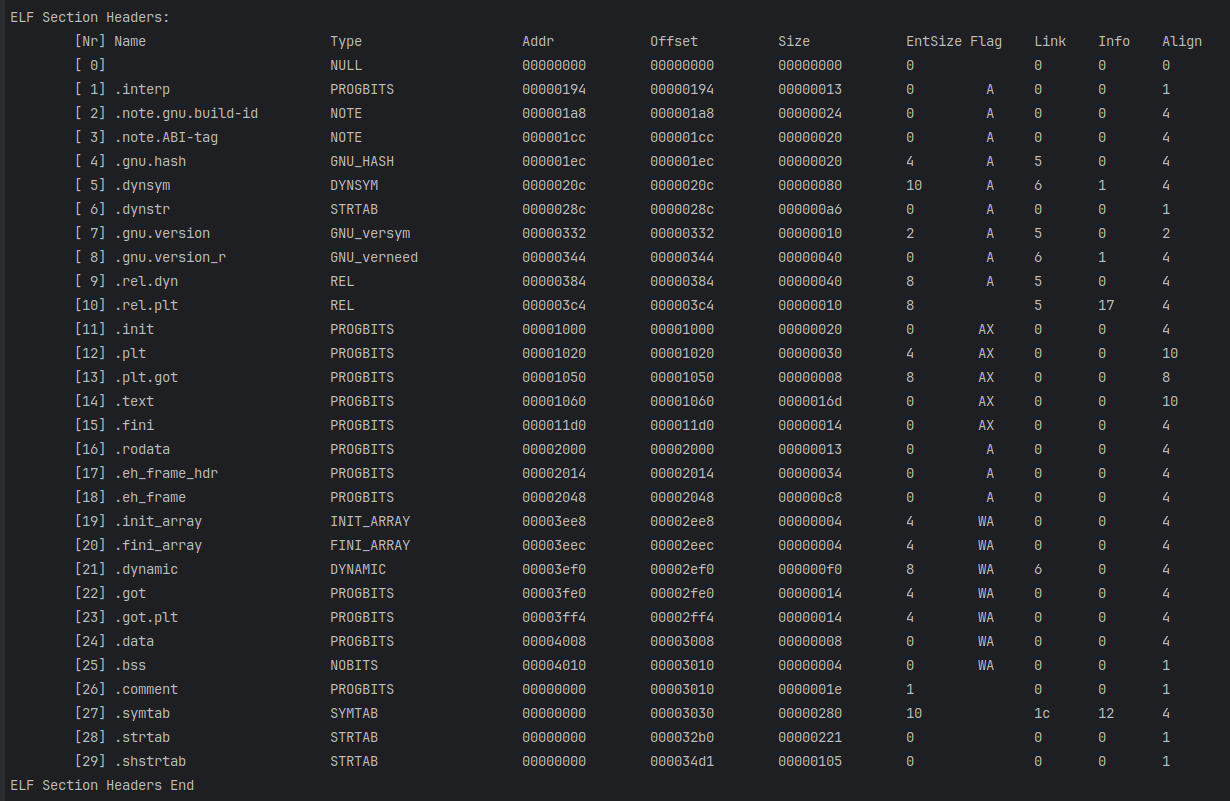 ELF Section Headers:
[Nr] Name Type Addr Offset Size EntSize Flag Link Info Align
[ 0] NULL 00000000 00000000 00000000 0 0 0 0
[ 1] .interp PROGBITS 00000194 00000194 00000013 0 A 0 0 1
[ 2] .note.gnu.build-id NOTE 000001a8 000001a8 00000024 0 A 0 0 4
[ 3] .note.ABI-tag NOTE 000001cc 000001cc 00000020 0 A 0 0 4
[ 4] .gnu.hash GNU_HASH 000001ec 000001ec 00000020 4 A 5 0 4
[ 5] .dynsym DYNSYM 0000020c 0000020c 00000080 10 A 6 1 4
[ 6] .dynstr STRTAB 0000028c 0000028c 000000a6 0 A 0 0 1
[ 7] .gnu.version GNU_versym 00000332 00000332 00000010 2 A 5 0 2
[ 8] .gnu.version_r GNU_verneed 00000344 00000344 00000040 0 A 6 1 4
[ 9] .rel.dyn REL 00000384 00000384 00000040 8 A 5 0 4
[10] .rel.plt REL 000003c4 000003c4 00000010 8 5 17 4
[11] .init PROGBITS 00001000 00001000 00000020 0 AX 0 0 4
[12] .plt PROGBITS 00001020 00001020 00000030 4 AX 0 0 10
[13] .plt.got PROGBITS 00001050 00001050 00000008 8 AX 0 0 8
[14] .text PROGBITS 00001060 00001060 0000016d 0 AX 0 0 10
[15] .fini PROGBITS 000011d0 000011d0 00000014 0 AX 0 0 4
[16] .rodata PROGBITS 00002000 00002000 00000013 0 A 0 0 4
[17] .eh_frame_hdr PROGBITS 00002014 00002014 00000034 0 A 0 0 4
[18] .eh_frame PROGBITS 00002048 00002048 000000c8 0 A 0 0 4
[19] .init_array INIT_ARRAY 00003ee8 00002ee8 00000004 4 WA 0 0 4
[20] .fini_array FINI_ARRAY 00003eec 00002eec 00000004 4 WA 0 0 4
[21] .dynamic DYNAMIC 00003ef0 00002ef0 000000f0 8 WA 6 0 4
[22] .got PROGBITS 00003fe0 00002fe0 00000014 4 WA 0 0 4
[23] .got.plt PROGBITS 00003ff4 00002ff4 00000014 4 WA 0 0 4
[24] .data PROGBITS 00004008 00003008 00000008 0 WA 0 0 4
[25] .bss NOBITS 00004010 00003010 00000004 0 WA 0 0 1
[26] .comment PROGBITS 00000000 00003010 0000001e 1 0 0 1
[27] .symtab SYMTAB 00000000 00003030 00000280 10 1c 12 4
[28] .strtab STRTAB 00000000 000032b0 00000221 0 0 0 1
[29] .shstrtab STRTAB 00000000 000034d1 00000105 0 0 0 1
ELF Section Headers End